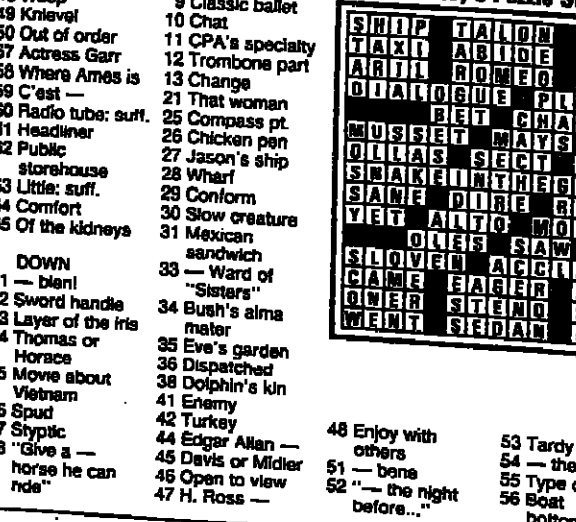 49 Knievel
50 Out of order
57 Actress Garr
58 Where Ames is
59 C'est —
60 Radio tube: suff.
61 Headliner
62 Public
storehouse
63 Little: suff.
64 Comfort
65 Of the kidneys
DOWN
1 — bien!
2 Sword handle
3 Layer of the iris
4 Thomas or
Horace
5 Movie about
Vietnam
6 Spud
7 Styptic
8 "Give a —
horse he can
ride"
9 Classic ballet
10 Chat
11 CPA's specialty
12 Trombone part
13 Change
21 That woman
25 Compass pt.
26 Chicken pen
27 Jason's ship
28 Wharf
29 Conform
30 Slow creature
31 Mexican
sandwich
33 — Ward of
"Sisters"
34 Bush's alma
mater
35 Eve's garden
36 Dispatched
38 Dolphin's kin
41 Enemy
42 Turkey
44 Edgar Allan —
45 Davis or Midler
46 Open to view
47 H. Ross —
48 Enjoy with
others
51 — bene
52 "— the night
before..."
53 Tardy
54 — the
55 Type
56 Boat
bottom
Puzzle
SHIP TALON
TAXI ABIDE
ARIL ROMEO
DIALOGUE PL
BET CHA
MUSSET MAYS
OLLAS SECT
SNAKEINTHEG
SANE DIRE R
YET ALTO MO
OLES SAW
SLOVEN ACCL
CAME EAGER
ONER STENO
WENT SEDAN